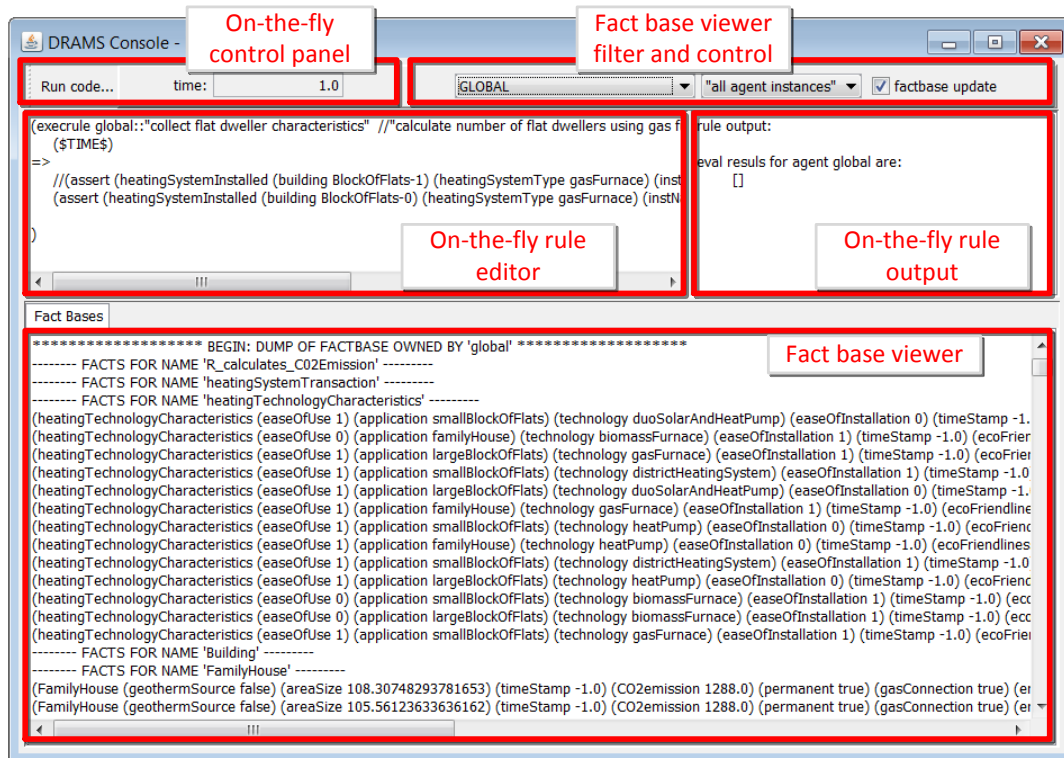 On-the-fly
control panel
Fact base viewer
filter and control
DRAMS Console -
Run code... time: 1.0 GLOBAL "all agent instances" factbase update
(execrule global::"collect flat dweller characteristics" //"calculate number of flat dwellers using gas f
($TIME$)
=>
//(assert (heatingSystemInstalled (building BlockOfFlats-1) (heatingSystemType gasFurnace) (inst
(assert (heatingSystemInstalled (building BlockOfFlats-0) (heatingSystemType gasFurnace) (instN
)
On-the-fly rule
editor
rule output:
eval resuls for agent global are:
[]
On-the-fly rule
output
Fact Bases
******************* BEGIN: DUMP OF FACTBASE OWNED BY 'global' *******************
Fact base viewer
-------- FACTS FOR NAME 'R_calculates_C02Emission' ---------
-------- FACTS FOR NAME 'heatingSystemTransaction' ---------
-------- FACTS FOR NAME 'heatingTechnologyCharacteristics' ---------
(heatingTechnologyCharacteristics (easeOfUse 1) (application smallBlockOfFlats) (technology duoSolarAndHeatPump) (easeOfInstallation 0) (timeStamp -1.
(heatingTechnologyCharacteristics (easeOfUse 0) (application familyHouse) (technology biomassFurnace) (easeOfInstallation 1) (timeStamp -1.0) (ecoFrien
(heatingTechnologyCharacteristics (easeOfUse 1) (application largeBlockOfFlats) (technology gasFurnace) (easeOfInstallation 1) (timeStamp -1.0) (ecoFrier
(heatingTechnologyCharacteristics (easeOfUse 1) (application smallBlockOfFlats) (technology districtHeatingSystem) (easeOfInstallation 1) (timeStamp -1.0
(heatingTechnologyCharacteristics (easeOfUse 1) (application largeBlockOfFlats) (technology duoSolarAndHeatPump) (easeOfInstallation 0) (timeStamp -1.
(heatingTechnologyCharacteristics (easeOfUse 1) (application familyHouse) (technology gasFurnace) (easeOfInstallation 1) (timeStamp -1.0) (ecoFriendline
(heatingTechnologyCharacteristics (easeOfUse 1) (application smallBlockOfFlats) (technology heatPump) (easeOfInstallation 0) (timeStamp -1.0) (ecoFrienc
(heatingTechnologyCharacteristics (easeOfUse 1) (application familyHouse) (technology heatPump) (easeOfInstallation 0) (timeStamp -1.0) (ecoFriendlines
(heatingTechnologyCharacteristics (easeOfUse 1) (application smallBlockOfFlats) (technology districtHeatingSystem) (easeOfInstallation 1) (timeStamp -1.0
(heatingTechnologyCharacteristics (easeOfUse 1) (application largeBlockOfFlats) (technology heatPump) (easeOfInstallation 0) (timeStamp -1.0) (ecoFrienc
(heatingTechnologyCharacteristics (easeOfUse 0) (application smallBlockOfFlats) (technology biomassFurnace) (easeOfInstallation 1) (timeStamp -1.0) (ecc
(heatingTechnologyCharacteristics (easeOfUse 0) (application largeBlockOfFlats) (technology biomassFurnace) (easeOfInstallation 1) (timeStamp -1.0) (ecc
(heatingTechnologyCharacteristics (easeOfUse 1) (application smallBlockOfFlats) (technology gasFurnace) (easeOfInstallation 1) (timeStamp -1.0) (ecoFrier
-------- FACTS FOR NAME 'Building' ---------
-------- FACTS FOR NAME 'FamilyHouse' ---------
(FamilyHouse (geothermSource false) (areaSize 108.30748293781653) (timeStamp -1.0) (CO2emission 1288.0) (permanent true) (gasConnection true) (er
(FamilyHouse (geothermSource false) (areaSize 105.56123633636162) (timeStamp -1.0) (CO2emission 1288.0) (permanent true) (gasConnection true) (er